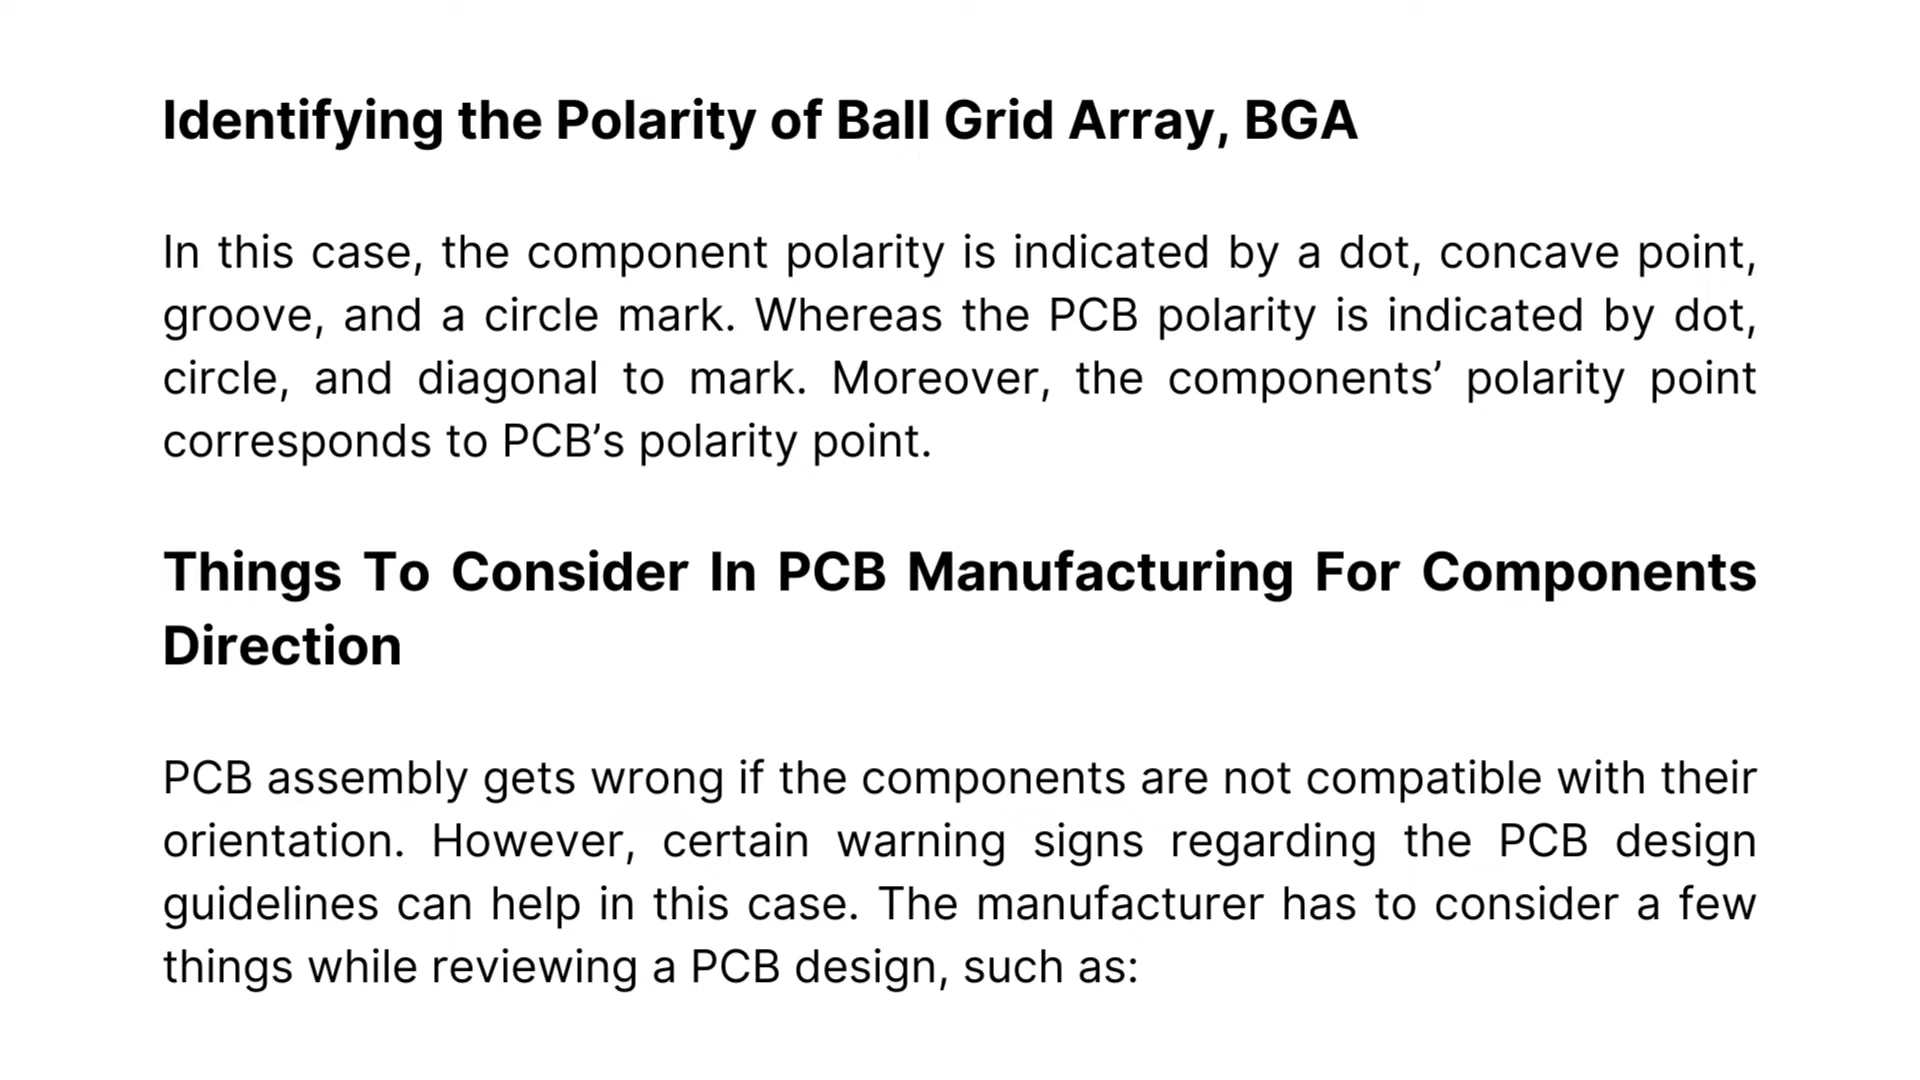 Identifying the Polarity of Ball Grid Array, BGA
In this case, the component polarity is indicated by a dot, concave point,
groove, and a circle mark. Whereas the PCB polarity is indicated by dot,
circle, and diagonal to mark. Moreover, the components’ polarity point
corresponds to PCB’s polarity point.
Things To Consider In PCB Manufacturing For Components
Direction
PCB assembly gets wrong if the components are not compatible with their
orientation. However, certain warning signs regarding the PCB design
guidelines can help in this case. The manufacturer has to consider a few
things while reviewing a PCB design, such as: